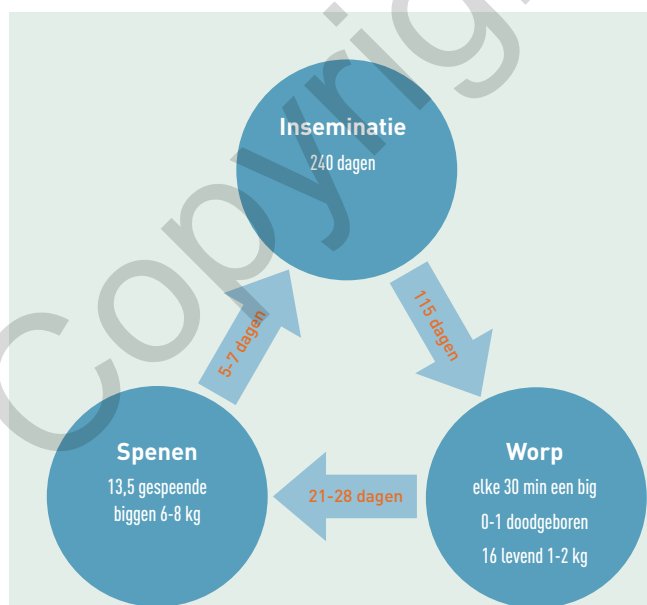 Copyrig
Inseminatie
240 dagen
115 dagen
5-7 dagen
Spenen
13,5 gespeende
biggen 6-8 kg
21-28 dagen
Worp
elke 30 min een big
0-1 doodgeboren
16 levend 1-2 kg